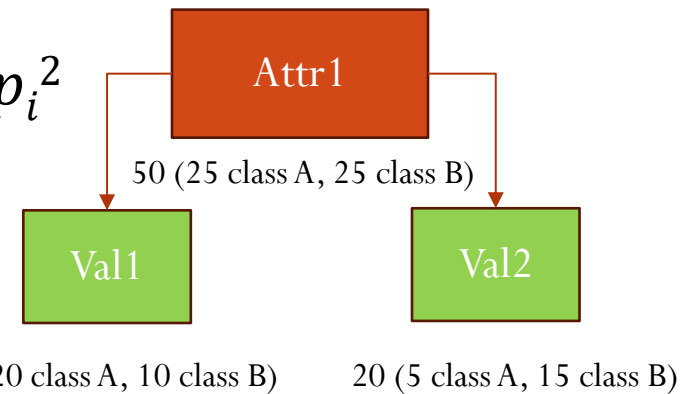 p_i^2
Attr1
50 (25 class A, 25 class B)
Val1
Val2
20 class A, 10 class B)
20 (5 class A, 15 class B)